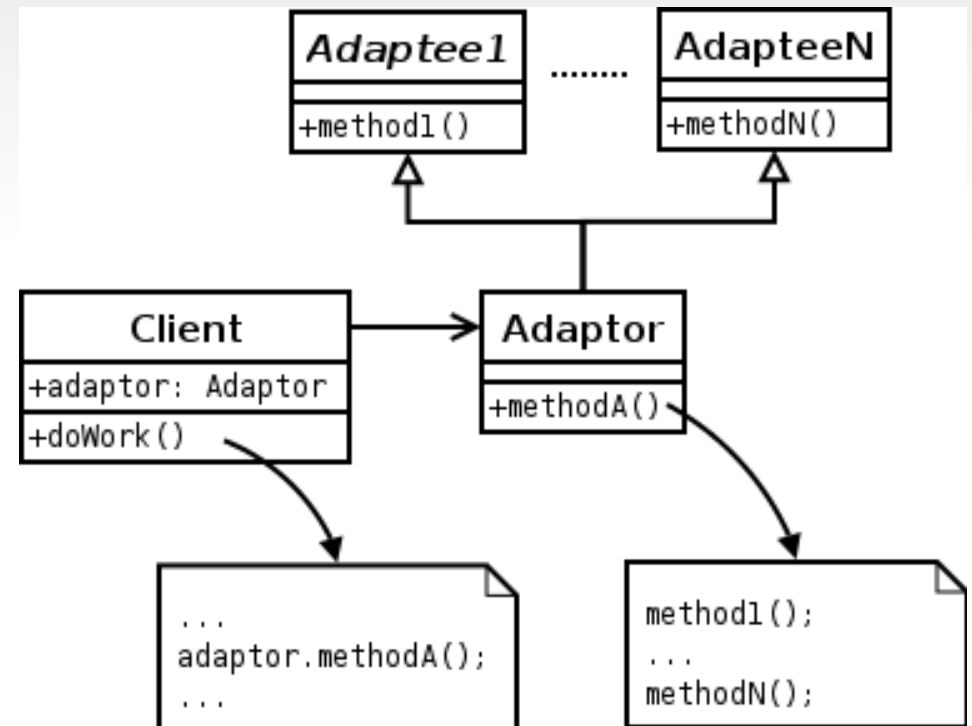 Adaptee1
........
AdapteeN
+method1()
+methodN()
Client
Adaptor
+adaptor: Adaptor
+methodA()
+doWork()
...
adaptor.methodA();
...
method1();
...
methodN();